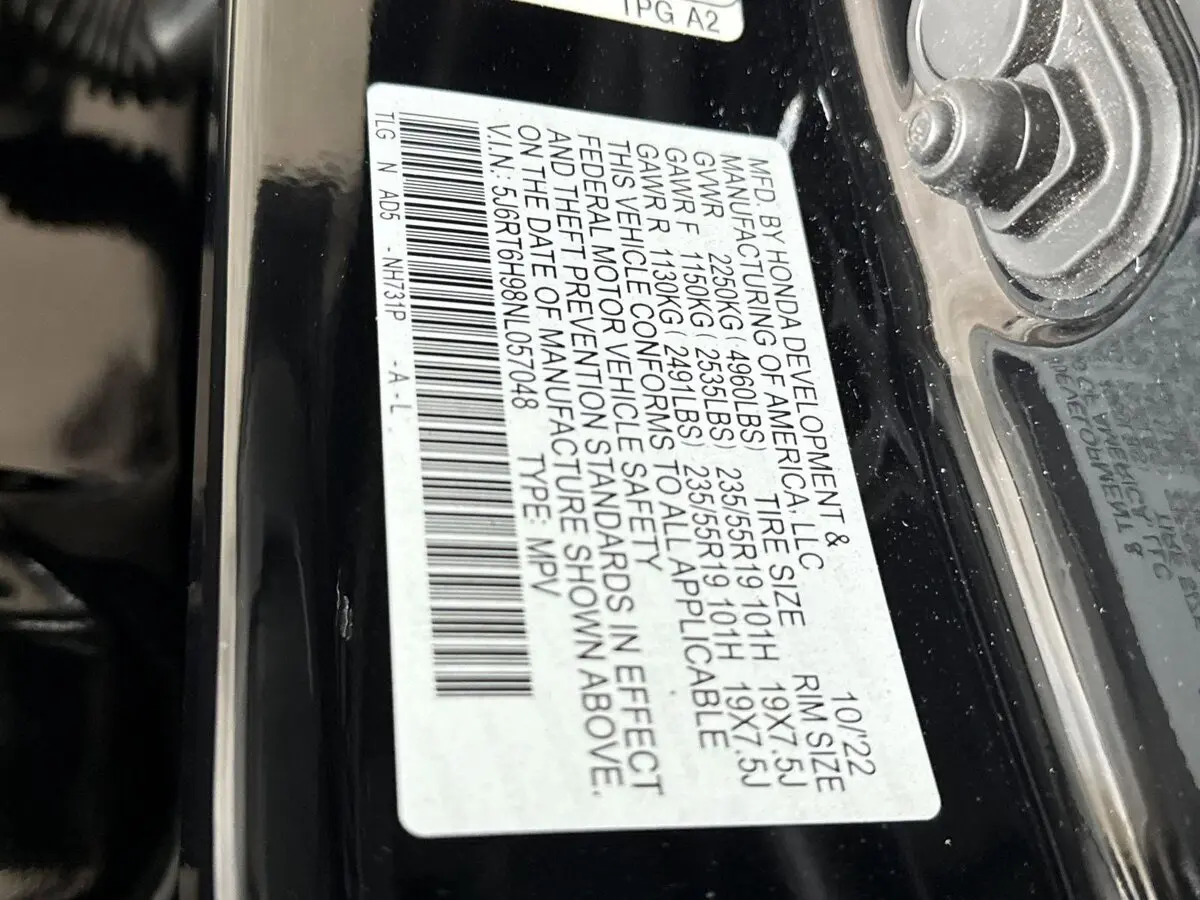 TPG A2
MFD. BY HONDA DEVELOPMENT & 10/'22
MANUFACTURING OF AMERICA, LLC
TIRE SIZE RIM SIZE
GVWR 2250KG ( 4960LBS)
GAWR F 1150KG ( 2535LBS) 235/55R19 101H 19X7.5J
GAWR R 1130KG ( 2491LBS) 235/55R19 101H 19X7.5J
THIS VEHICLE CONFORMS TO ALL APPLICABLE
FEDERAL MOTOR VEHICLE SAFETY
AND THEFT PREVENTION STANDARDS IN EFFECT
ON THE DATE OF MANUFACTURE SHOWN ABOVE.
V.I.N.: 5J6RT6H98NL057048 TYPE: MPV
TLG N AD5 -NH731P -A-L